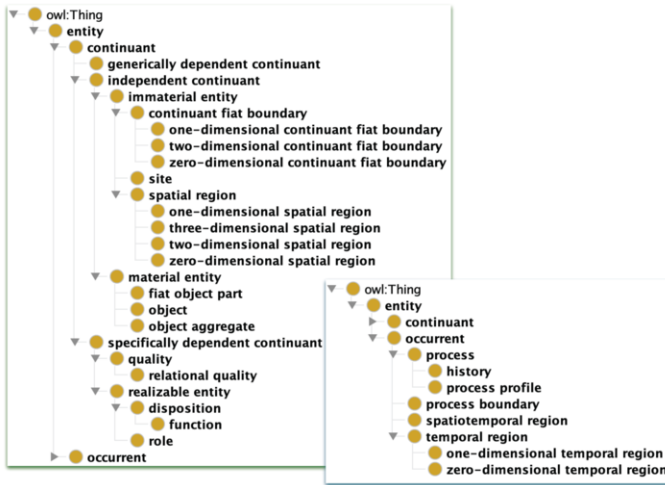 owl:Thing
entity
continuant
generically dependent continuant
independent continuant
immaterial entity
continuant fiat boundary
one-dimensional continuant fiat boundary
two-dimensional continuant fiat boundary
zero-dimensional continuant fiat boundary
site
spatial region
one-dimensional spatial region
three-dimensional spatial region
two-dimensional spatial region
zero-dimensional spatial region
material entity
fiat object part
object
object aggregate
specifically dependent continuant
quality
relational quality
realizable entity
disposition
function
role
occurrent
owl:Thing
entity
continuant
occurrent
process
history
process profile
process boundary
spatiotemporal region
temporal region
one-dimensional temporal region
zero-dimensional temporal region